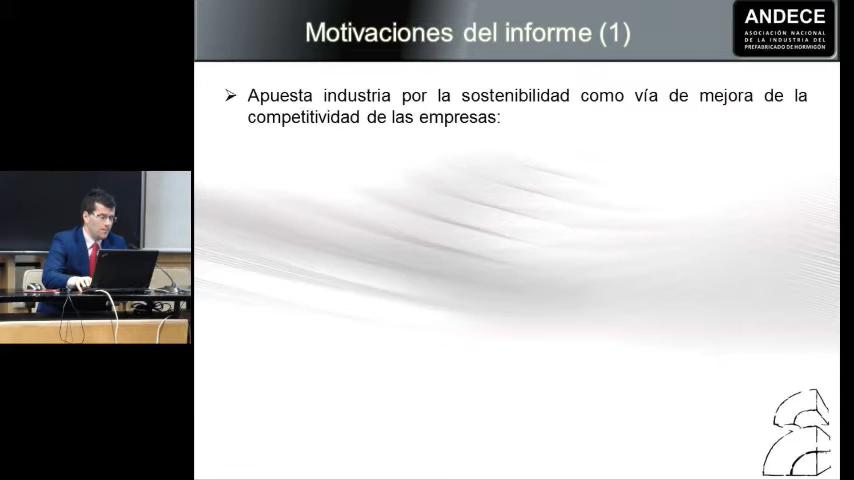 Motivaciones del informe (1)
ANDECE
ASOCIACIÓN NACIONAL
DE LA INDUSTRIA DEL
PREFABRICADO DE HORMIGÓN
➢ Apuesta industria por la sostenibilidad como vía de mejora de la
competitividad de las empresas: